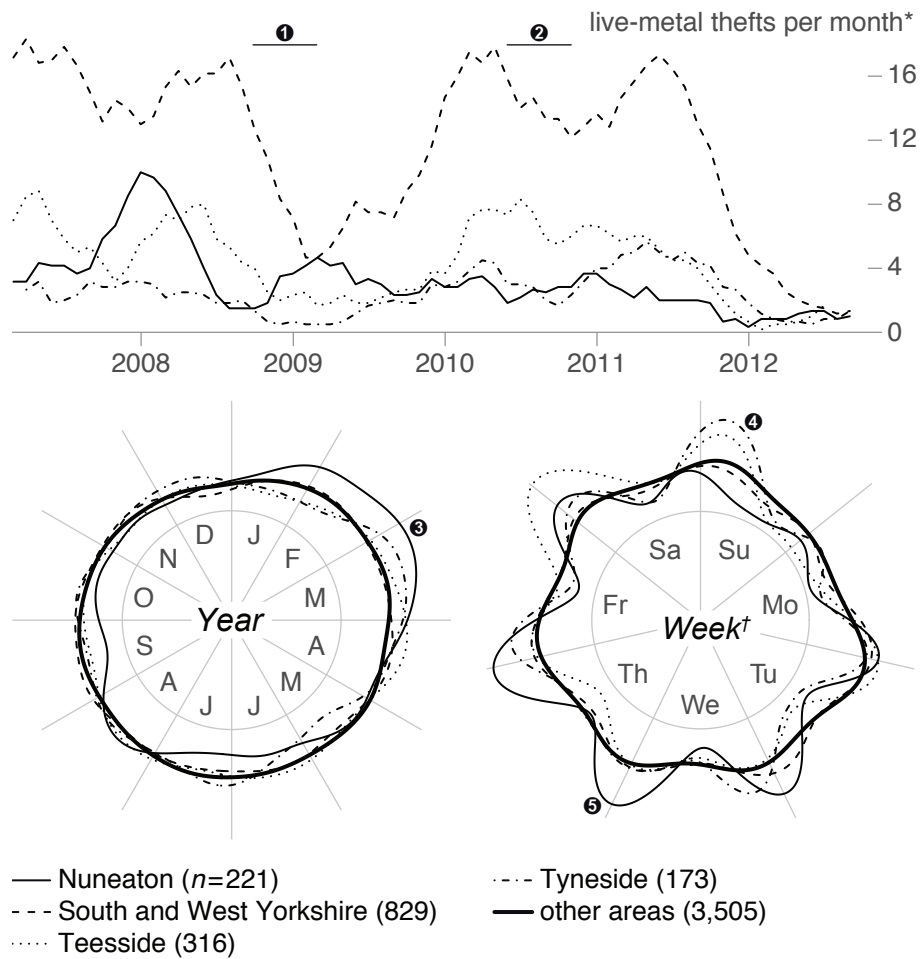 live-metal thefts per month*
❶
❷
16
12
8
4
0
2008
2009
2010
2011
2012
❹
❸
D J
N F
O M
Year
S A
A M
J J
Sa Su
Fr Mo
Week†
Th Tu
We
❺
Nuneaton (n=221)
South and West Yorkshire (829)
Teesside (316)
Tyneside (173)
other areas (3,505)